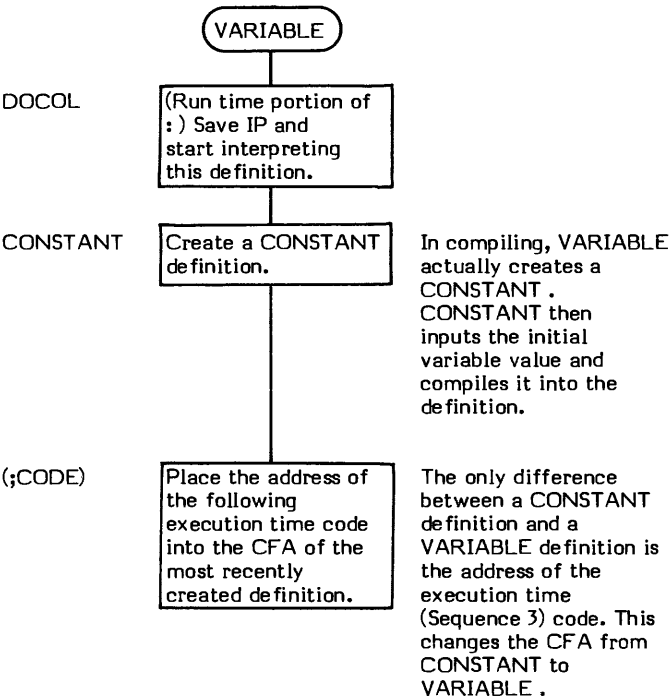 VARIABLE
DOCOL
(Run time portion of
: ) Save IP and
start interpreting
this definition.
CONSTANT
Create a CONSTANT
definition.
In compiling, VARIABLE
actually creates a
CONSTANT .
CONSTANT then
inputs the initial
variable value and
compiles it into the
definition.
(;CODE)
Place the address of
the following
execution time code
into the CFA of the
most recently
created definition.
The only difference
between a CONSTANT
definition and a
VARIABLE definition is
the address of the
execution time
(Sequence 3) code. This
changes the CFA from
CONSTANT to
VARIABLE .